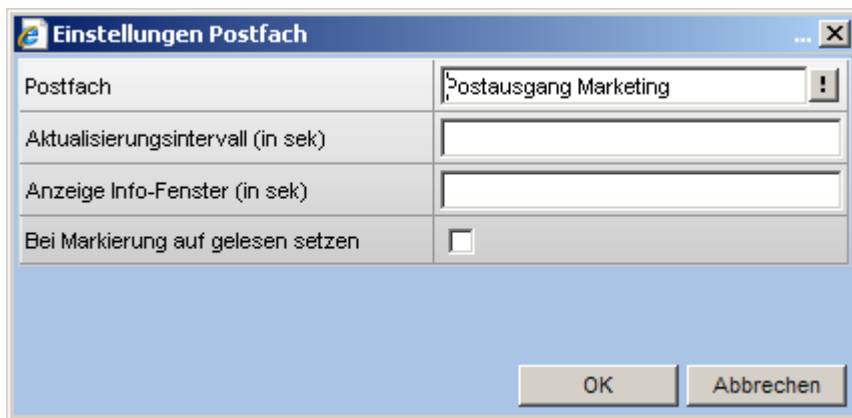 Einstellungen Postfach ...
Postfach Postausgang Marketing !
Aktualisierungsintervall (in sek)
Anzeige Info-Fenster (in sek)
Bei Markierung auf gelesen setzen
OK Abbrechen